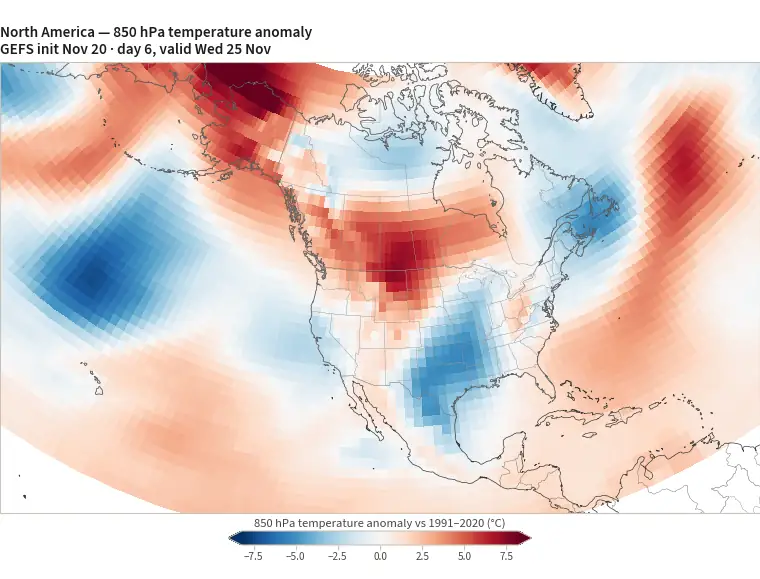 North America — 850 hPa temperature anomaly
GEFS init Nov 20 · day 6, valid Wed 25 Nov
850 hPa temperature anomaly vs 1991–2020 (°C)
−7.5 −5.0 −2.5 0.0 2.5 5.0 7.5